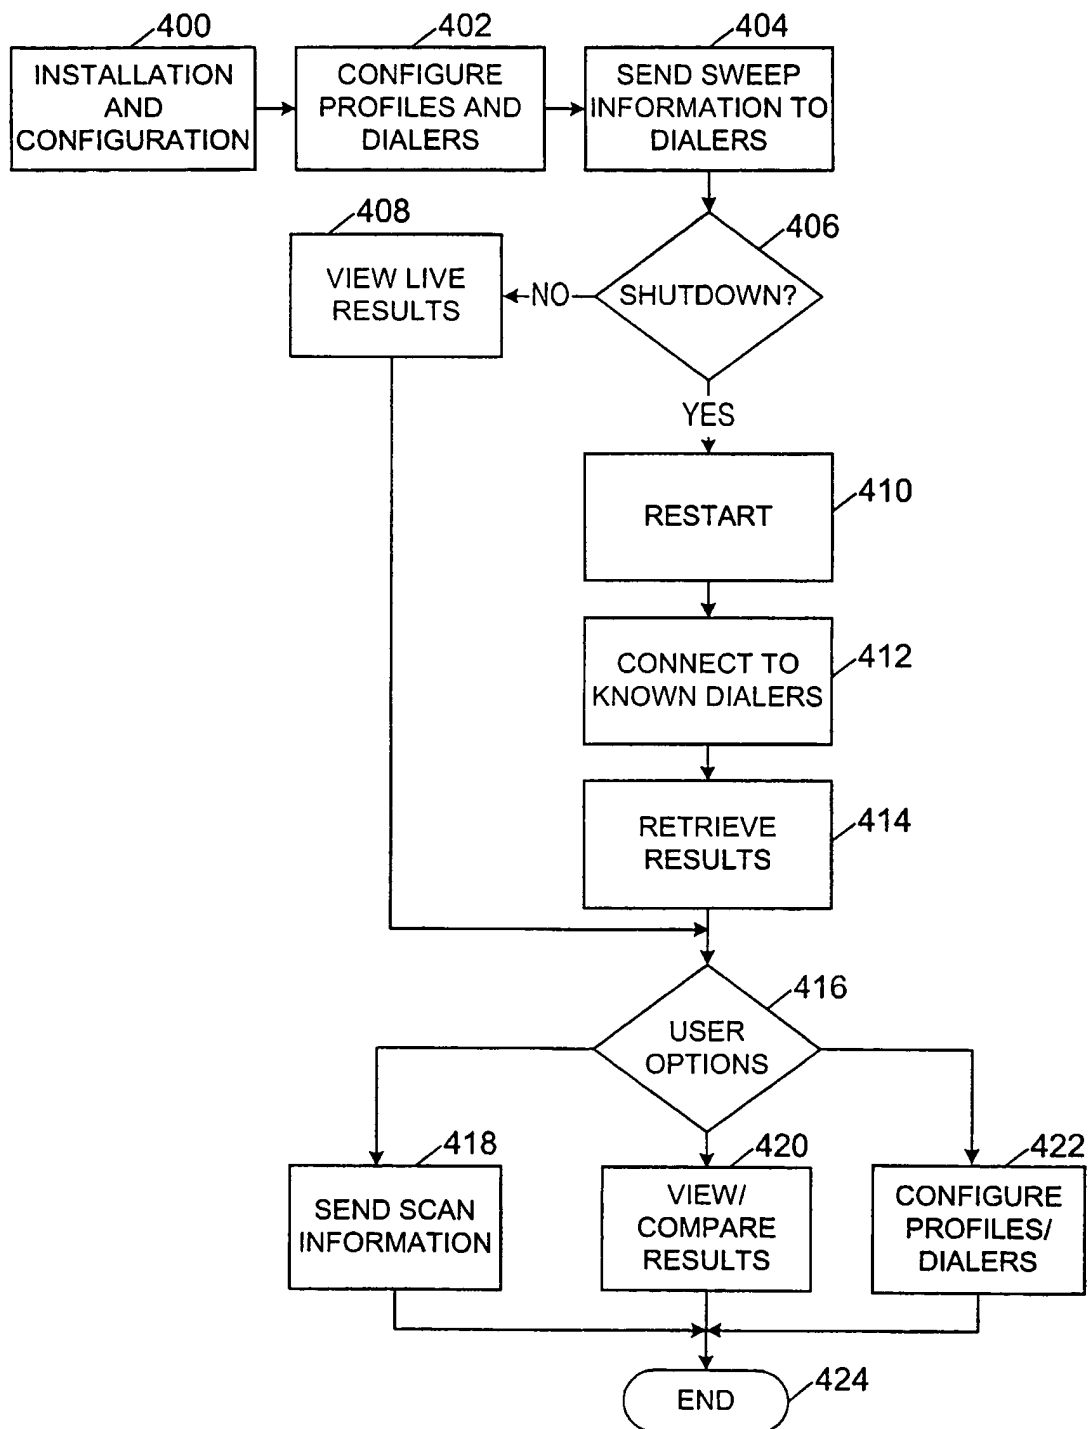 400
INSTALLATION
AND
CONFIGURATION
402
CONFIGURE
PROFILES AND
DIALERS
404
SEND SWEEP
INFORMATION TO
DIALERS
406
SHUTDOWN?
NO
408
VIEW LIVE
RESULTS
YES
410
RESTART
412
CONNECT TO
KNOWN DIALERS
414
RETRIEVE
RESULTS
416
USER
OPTIONS
418
SEND SCAN
INFORMATION
420
VIEW/
COMPARE
RESULTS
422
CONFIGURE
PROFILES/
DIALERS
END
424